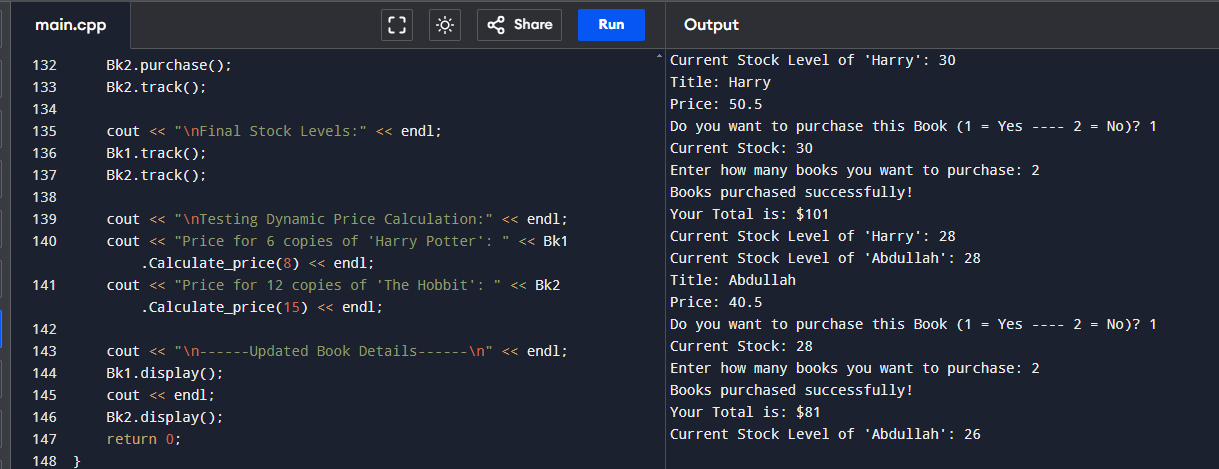 main.cpp
Share
Run
Output
132 Bk2.purchase();
133 Bk2.track();
134
135 cout << "\nFinal Stock Levels:" << endl;
136 Bk1.track();
137 Bk2.track();
138
139 cout << "\nTesting Dynamic Price Calculation:" << endl;
140 cout << "Price for 6 copies of 'Harry Potter': " << Bk1
.Calculate_price(8) << endl;
141 cout << "Price for 12 copies of 'The Hobbit': " << Bk2
.Calculate_price(15) << endl;
142
143 cout << "\n------Updated Book Details------\n" << endl;
144 Bk1.display();
145 cout << endl;
146 Bk2.display();
147 return 0;
148 }
Current Stock Level of 'Harry': 30
Title: Harry
Price: 50.5
Do you want to purchase this Book (1 = Yes ---- 2 = No)? 1
Current Stock: 30
Enter how many books you want to purchase: 2
Books purchased successfully!
Your Total is: $101
Current Stock Level of 'Harry': 28
Current Stock Level of 'Abdullah': 28
Title: Abdullah
Price: 40.5
Do you want to purchase this Book (1 = Yes ---- 2 = No)? 1
Current Stock: 28
Enter how many books you want to purchase: 2
Books purchased successfully!
Your Total is: $81
Current Stock Level of 'Abdullah': 26